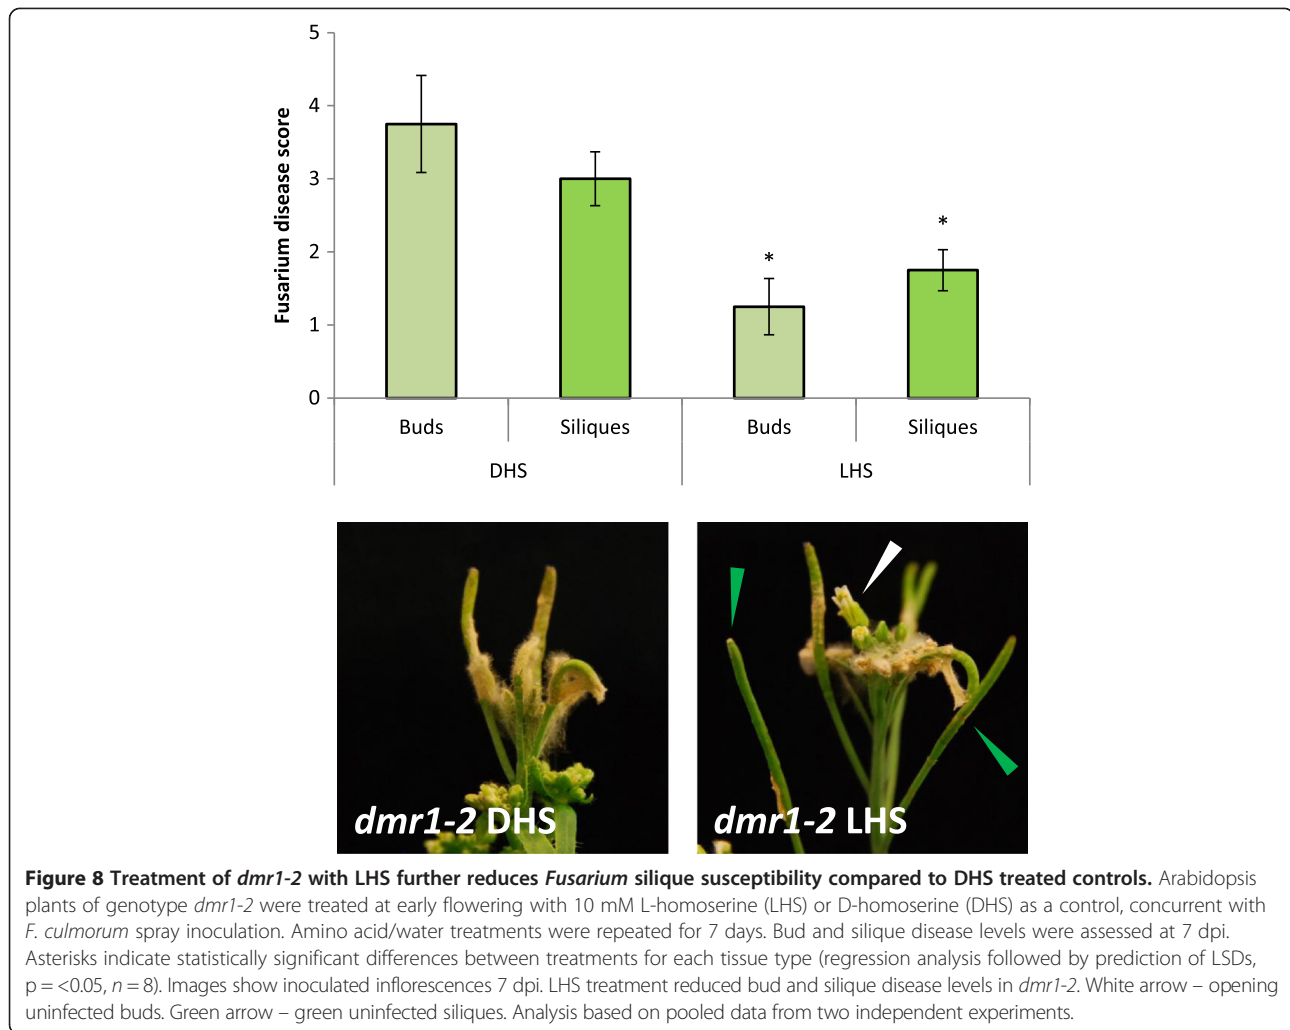 5
4
3
2
1
0
Fusarium disease score
*
*
Buds
Siliques
Buds
Siliques
DHS
LHS
dmr1-2 DHS
dmr1-2 LHS
Figure 8 Treatment of dmr1-2 with LHS further reduces Fusarium silique susceptibility compared to DHS treated controls. Arabidopsis
plants of genotype dmr1-2 were treated at early flowering with 10 mM L-homoserine (LHS) or D-homoserine (DHS) as a control, concurrent with
F. culmorum spray inoculation. Amino acid/water treatments were repeated for 7 days. Bud and silique disease levels were assessed at 7 dpi.
Asterisks indicate statistically significant differences between treatments for each tissue type (regression analysis followed by prediction of LSDs,
p = <0.05, n = 8). Images show inoculated inflorescences 7 dpi. LHS treatment reduced bud and silique disease levels in dmr1-2. White arrow – opening
uninfected buds. Green arrow – green uninfected siliques. Analysis based on pooled data from two independent experiments.